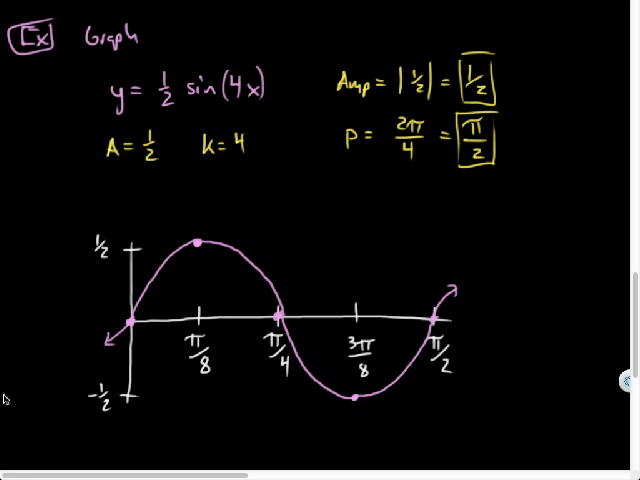 Ex Graph
y = 1/2 sin(4x)
Amp = |1/2| = 1/2
A = 1/2 K = 4
P = 2π/4 = π/2
1/2
π/8 π/4 3π/8 π/2
-1/2